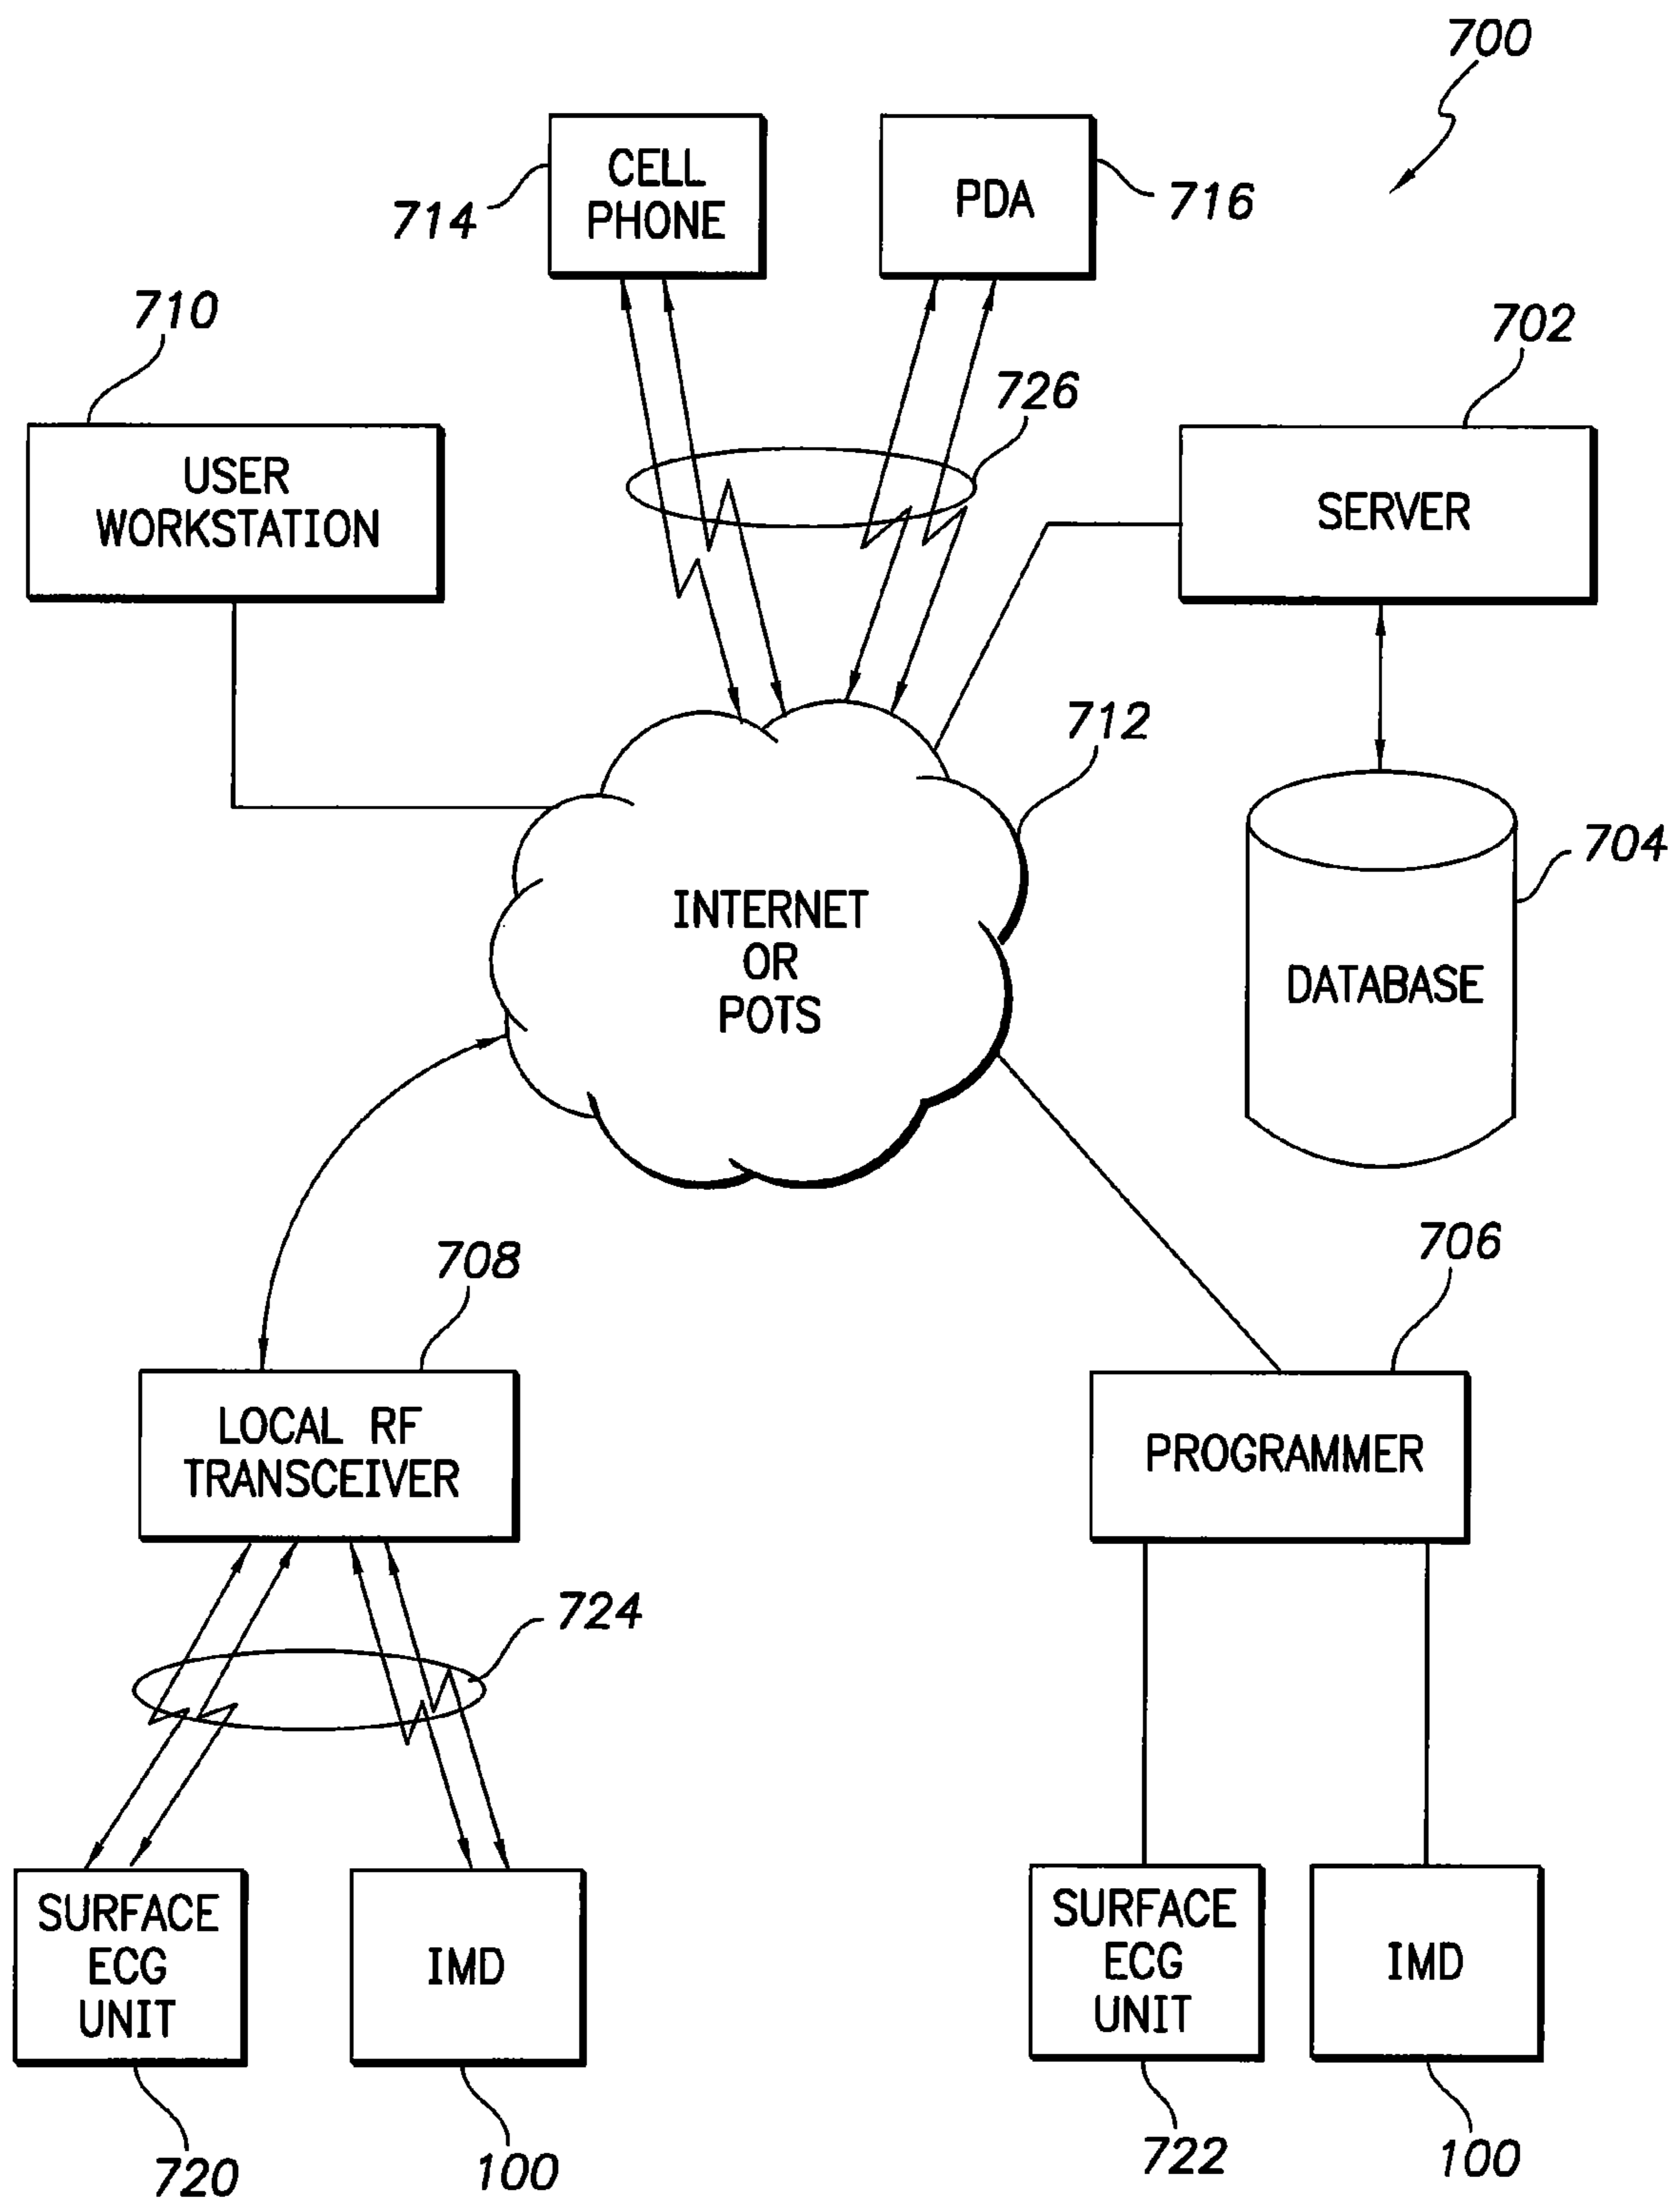 700
CELL
PHONE
714
PDA
716
710
702
726
USER
WORKSTATION
SERVER
712
704
INTERNET
OR
POTS
DATABASE
708
706
LOCAL RF
TRANSCEIVER
PROGRAMMER
724
SURFACE
ECG
UNIT
IMD
SURFACE
ECG
UNIT
IMD
720
100
722
100